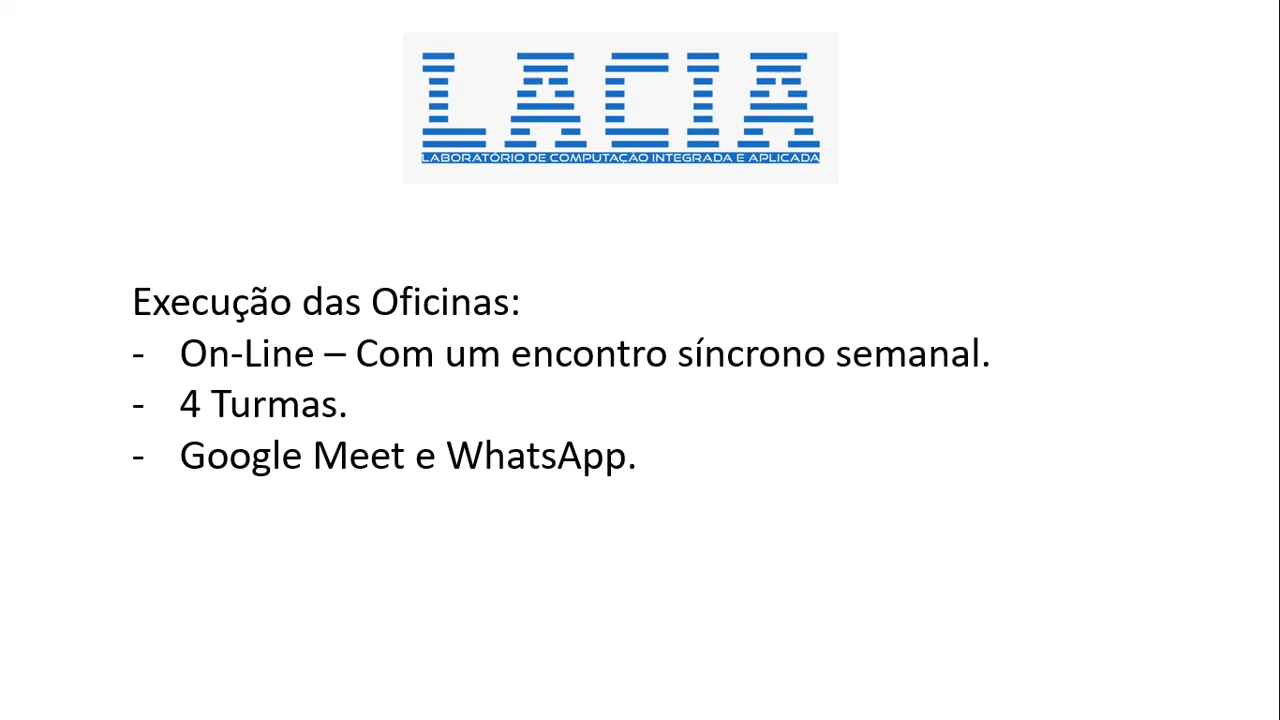 LACIA
LABORATÓRIO DE COMPUTAÇÃO INTEGRADA E APLICADA
Execução das Oficinas:
- On-Line – Com um encontro síncrono semanal.
- 4 Turmas.
- Google Meet e WhatsApp.